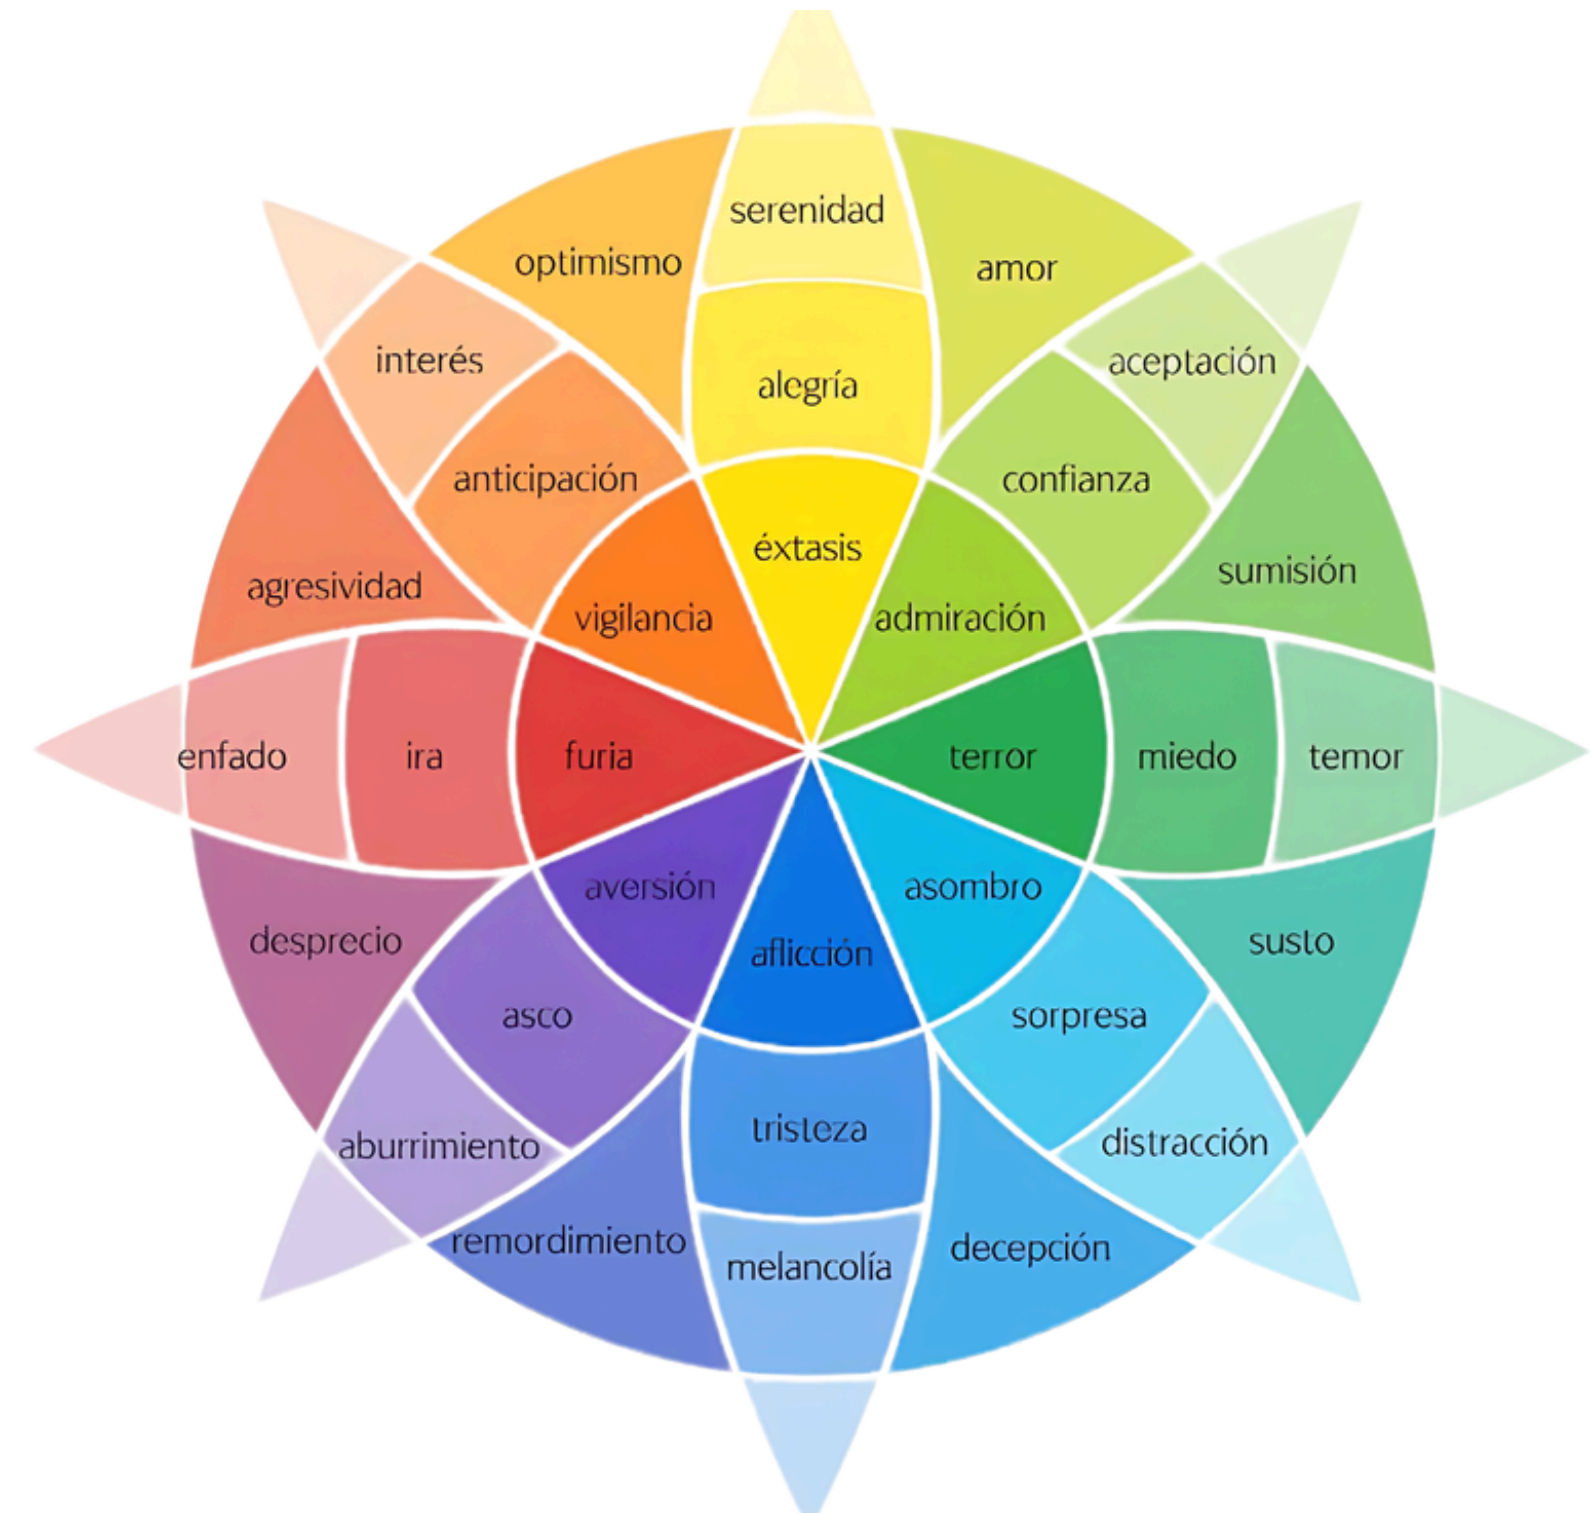 serenidad
optimismo
amor
interés
aceptación
alegría
anticipación
confianza
éxtasis
agresividad
sumisión
vigilancia
admiración
enfado
ira
furia
terror
miedo
temor
aversión
asombro
desprecio
aflicción
susto
asco
sorpresa
aburrimiento
tristeza
distracción
remordimiento
melancolía
decepción